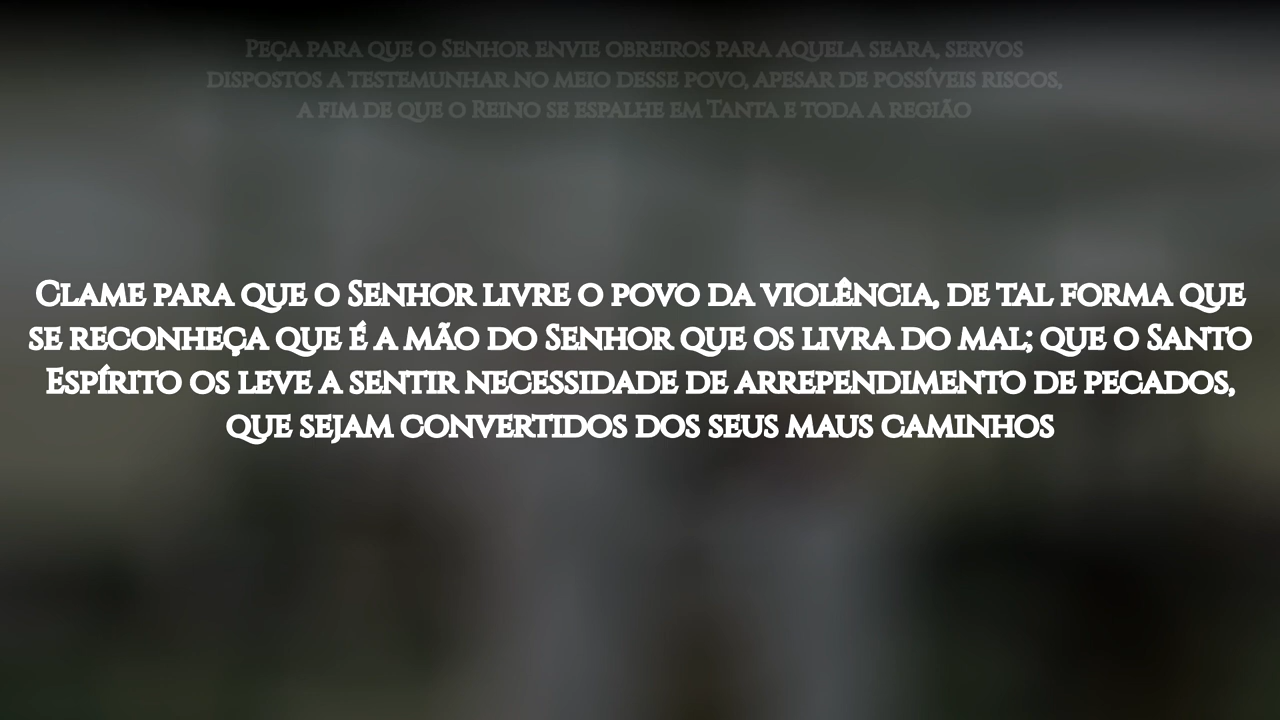 Peça para que o Senhor envie obreiros para aquela seara, servos
dispostos a testemunhar no meio desse povo, apesar de possíveis riscos,
a fim de que o Reino se espalhe em Tanta e toda a região
Clame para que o Senhor livre o povo da violência, de tal forma que
se reconheça que é a mão do Senhor que os livra do mal; que o Santo
Espírito os leve a sentir necessidade de arrependimento de pecados,
que sejam convertidos dos seus maus caminhos